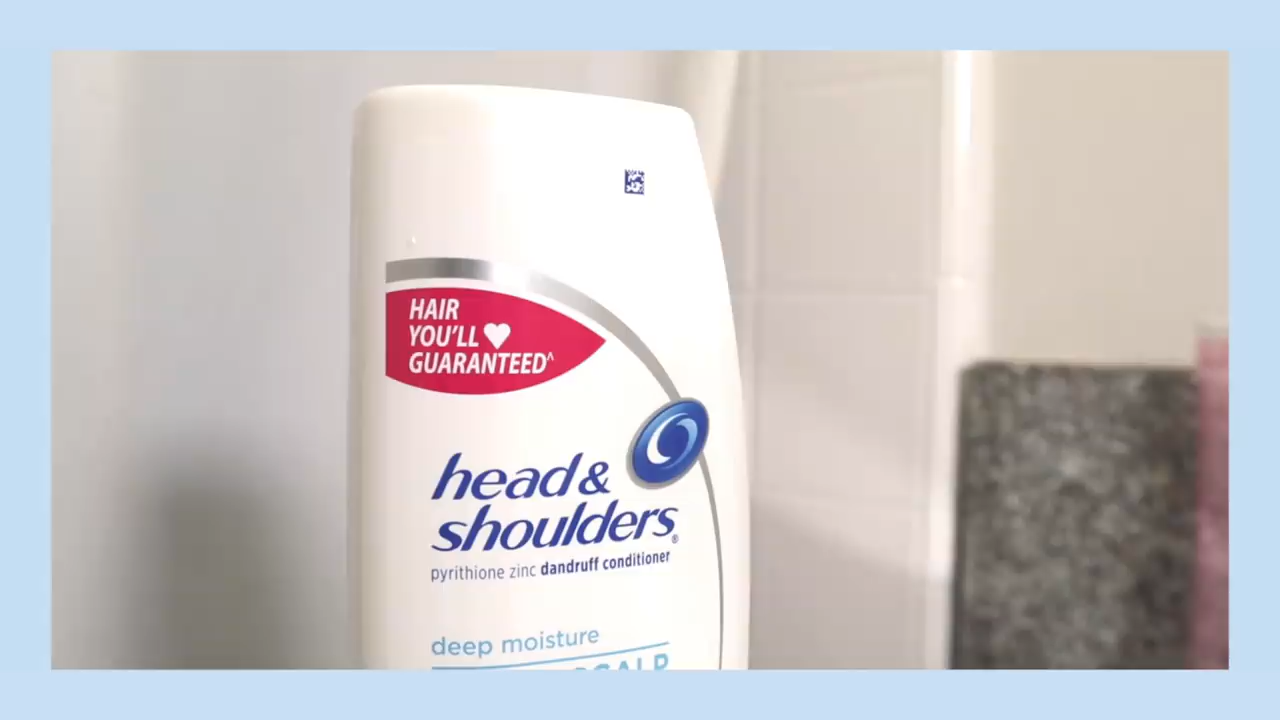 HAIR
YOU'LL ♥
GUARANTEED^
head &
shoulders®
pyrithione zinc dandruff conditioner
deep moisture